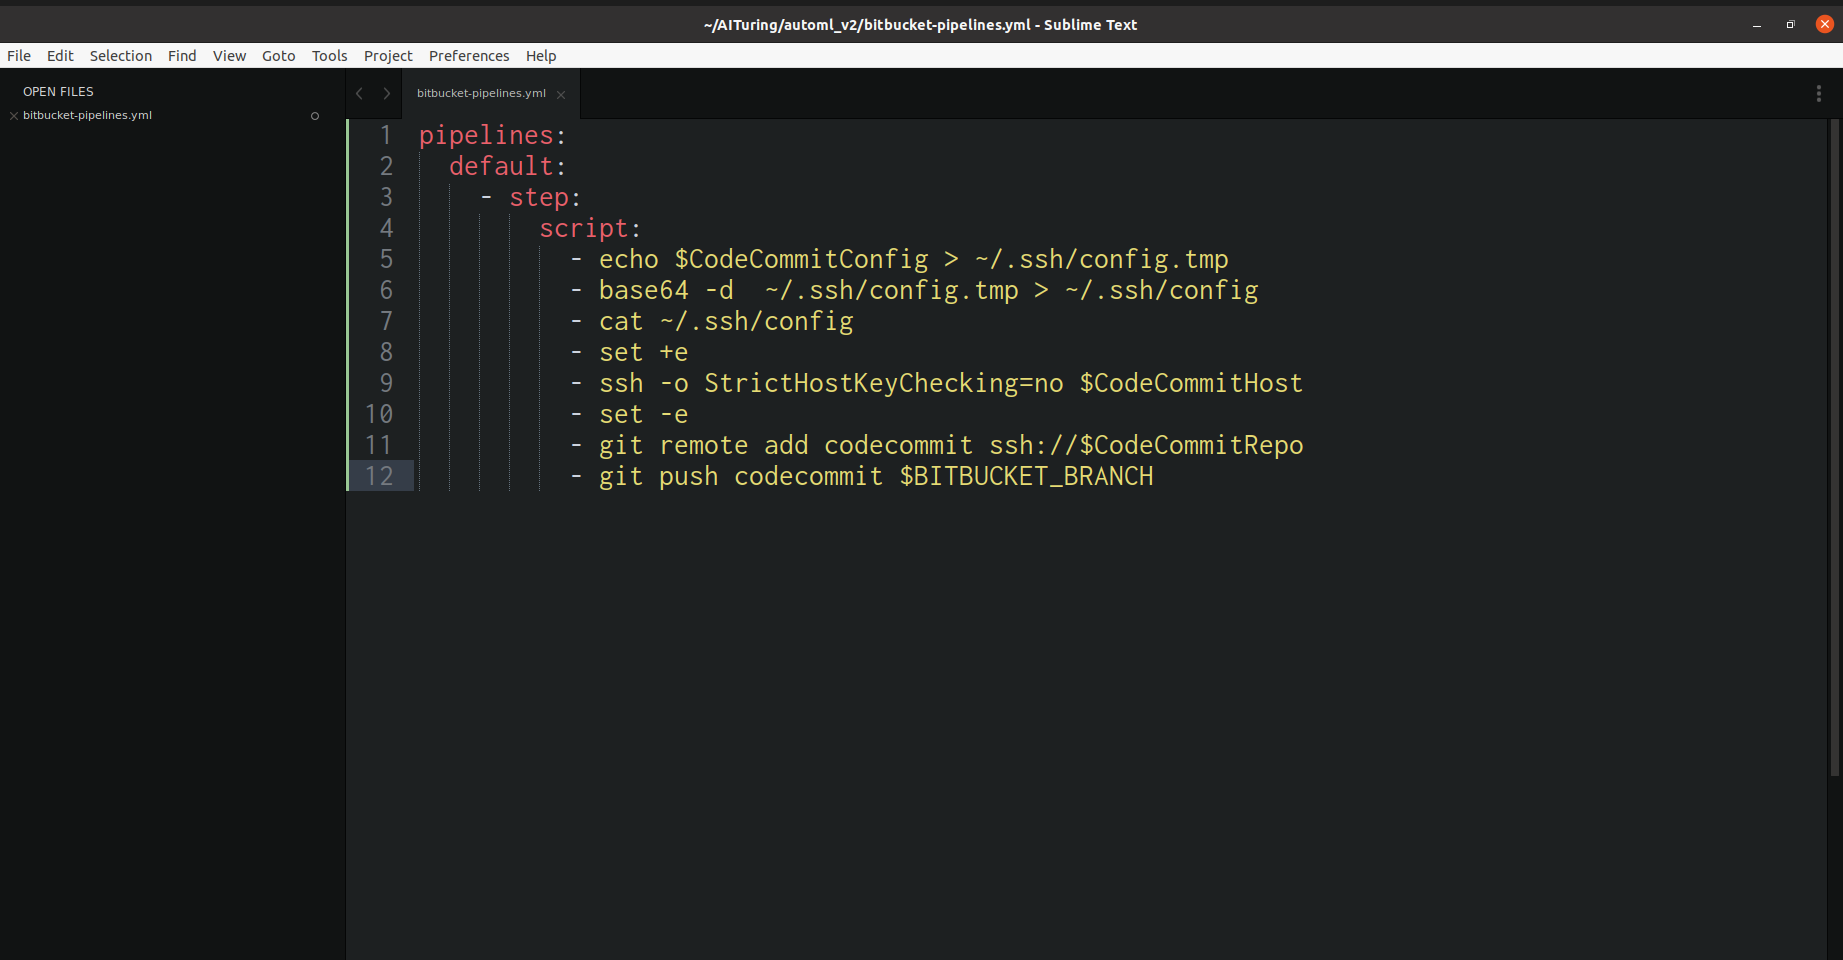 ~/AITuring/automl_v2/bitbucket-pipelines.yml - Sublime Text
File Edit Selection Find View Goto Tools Project Preferences Help
OPEN FILES
bitbucket-pipelines.yml
bitbucket-pipelines.yml
1 pipelines:
2   default:
3     - step:
4         script:
5           - echo $CodeCommitConfig > ~/.ssh/config.tmp
6           - base64 -d  ~/.ssh/config.tmp > ~/.ssh/config
7           - cat ~/.ssh/config
8           - set +e
9           - ssh -o StrictHostKeyChecking=no $CodeCommitHost
10           - set -e
11           - git remote add codecommit ssh://$CodeCommitRepo
12           - git push codecommit $BITBUCKET_BRANCH